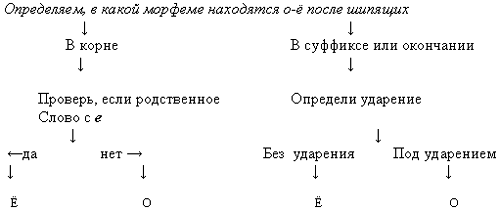 Определяем, в какой морфеме находятся о-ё после шипящих
↓ ↓
В корне В суффиксе или окончании
↓ ↓
Проверь, если родственное Определи ударение
Слово с е
↓ ↓
←да нет → Без ударения Под ударением
↓ ↓ ↓ ↓
Ё О Ё О